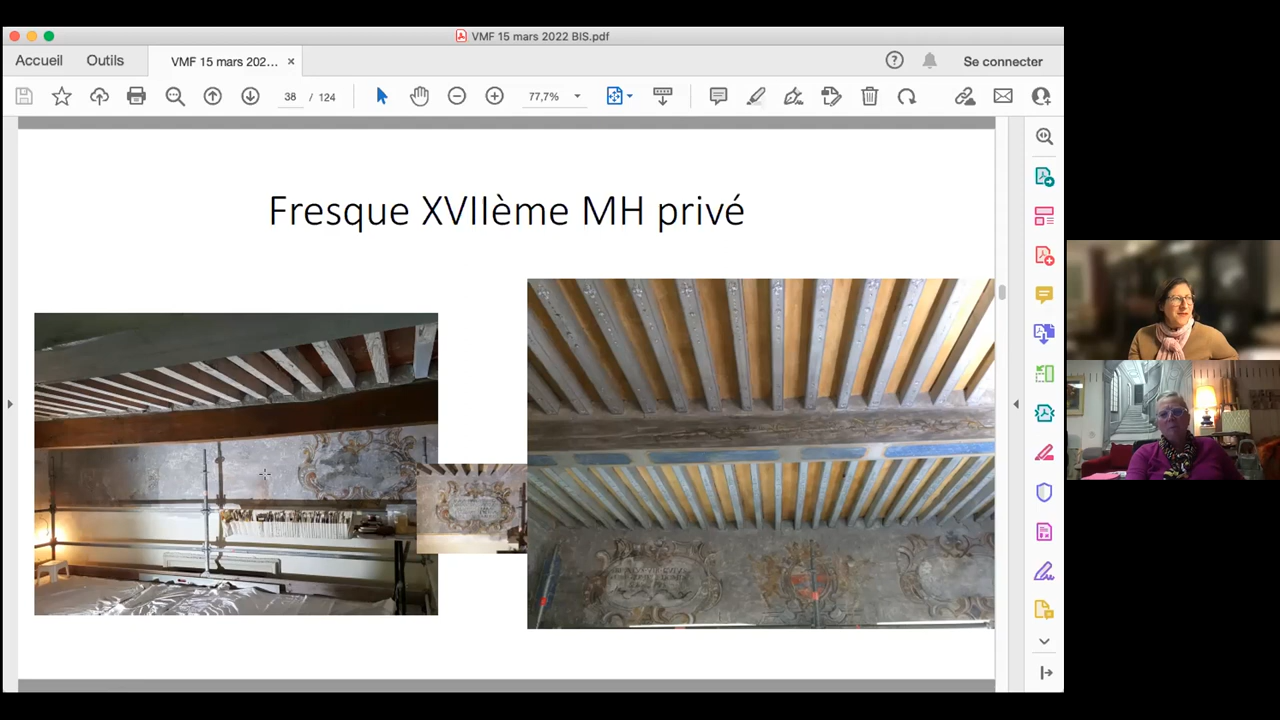 VMF 15 mars 2022 BIS.pdf
Accueil
Outils
VMF 15 mars 202...
Se connecter
38 / 124
77,7%
Fresque XVIIème MH privé